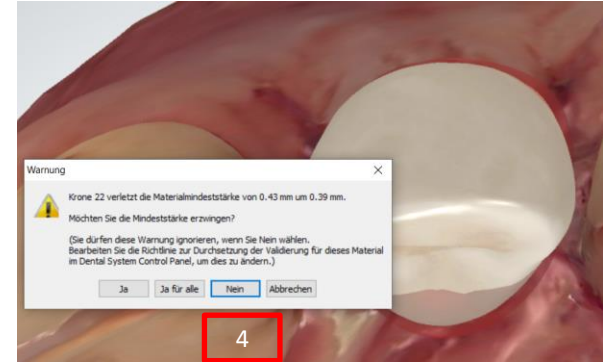 Warnung
Krone 22 verletzt die Materialmindeststärke von 0.43 mm um 0.39 mm.
Möchten Sie die Mindeststärke erzwingen?
(Sie dürfen diese Warnung ignorieren, wenn Sie Nein wählen.
Bearbeiten Sie die Richtlinie zur Durchsetzung der Validierung für dieses Material
im Dental System Control Panel, um dies zu ändern.)
Ja Ja für alle Nein Abbrechen
4